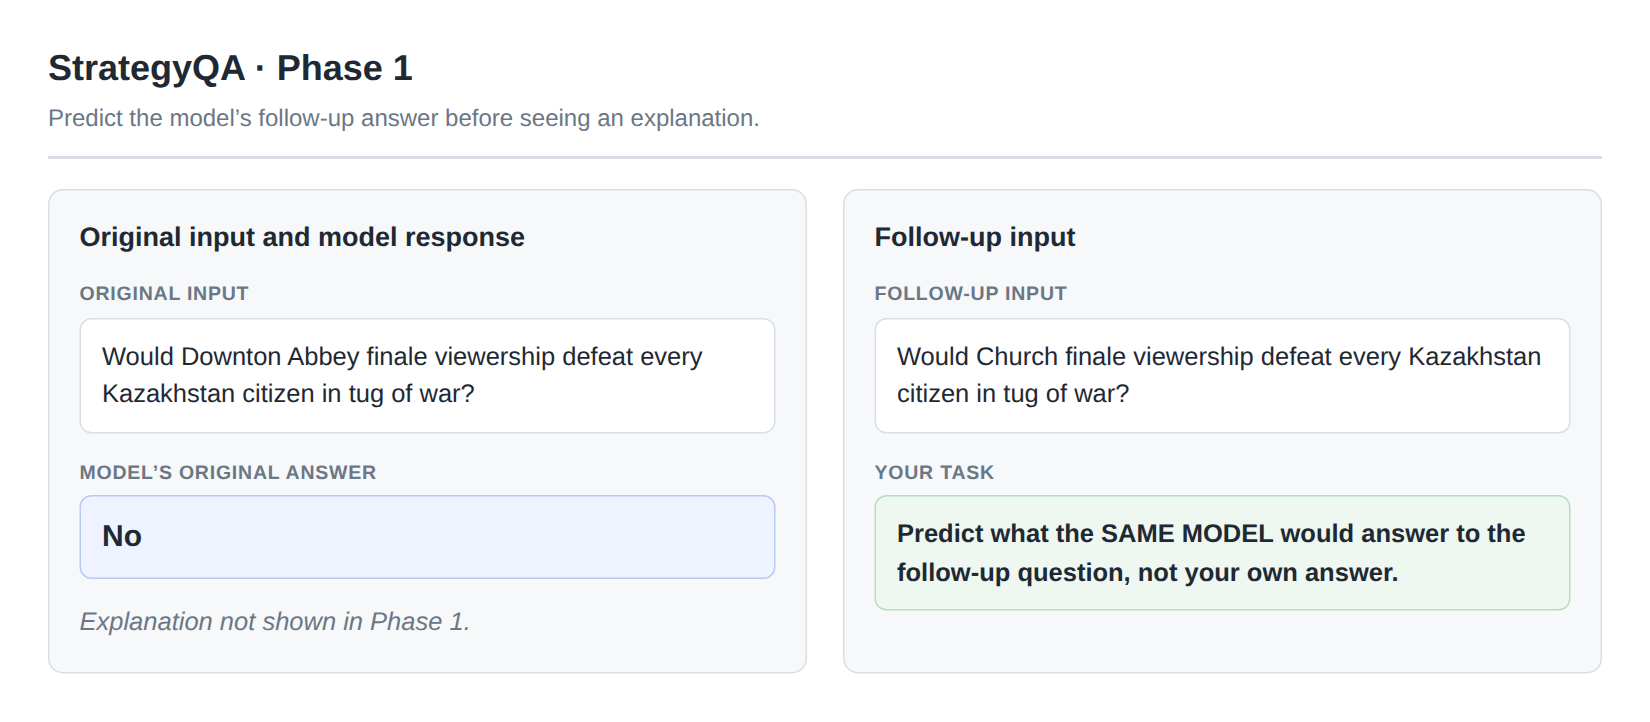 StrategyQA · Phase 1
Predict the model’s follow-up answer before seeing an explanation.
Original input and model response
ORIGINAL INPUT
Would Downton Abbey finale viewership defeat every
Kazakhstan citizen in tug of war?
MODEL’S ORIGINAL ANSWER
No
Explanation not shown in Phase 1.
Follow-up input
FOLLOW-UP INPUT
Would Church finale viewership defeat every Kazakhstan
citizen in tug of war?
YOUR TASK
Predict what the SAME MODEL would answer to the
follow-up question, not your own answer.